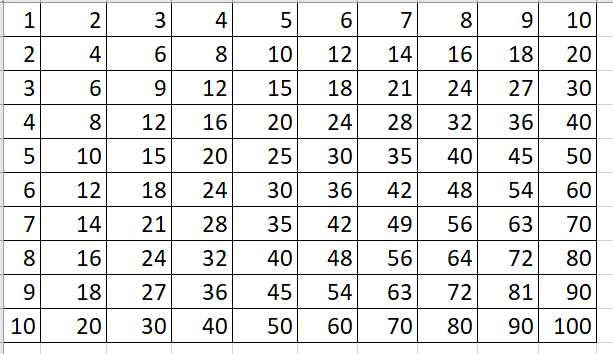 1 2 3 4 5 6 7 8 9 10
2 4 6 8 10 12 14 16 18 20
3 6 9 12 15 18 21 24 27 30
4 8 12 16 20 24 28 32 36 40
5 10 15 20 25 30 35 40 45 50
6 12 18 24 30 36 42 48 54 60
7 14 21 28 35 42 49 56 63 70
8 16 24 32 40 48 56 64 72 80
9 18 27 36 45 54 63 72 81 90
10 20 30 40 50 60 70 80 90 100